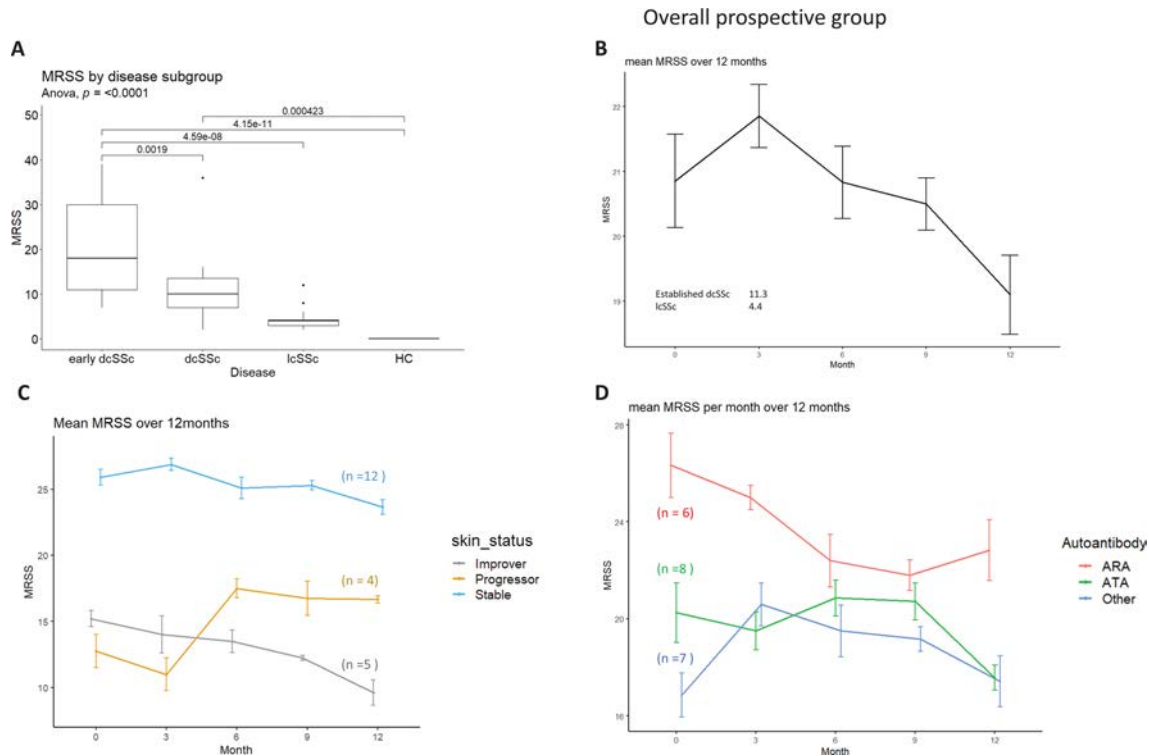 Overall prospective group
A
MRSS by disease subgroup
Anova, p = <0.0001
0.000423
4.15e-11
4.59e-08
0.0019
50
40
30
20
10
0
MRSS
early dcSSc dcSSc lcSSc HC
Disease
B
mean MRSS over 12 months
22
21
20
19
MRSS
Established dcSSc 11.3
lcSSc 4.4
0 3 6 9 12
Month
C
Mean MRSS over 12months
25
20
15
10
MRSS
(n =12 )
(n = 4)
(n =5 )
0 3 6 9 12
Month
skin_status
Improver
Progressor
Stable
D
mean MRSS per month over 12 months
28
24
20
16
MRSS
(n = 6)
(n =8 )
(n =7 )
0 3 6 9 12
Month
Autoantibody
ARA
ATA
Other